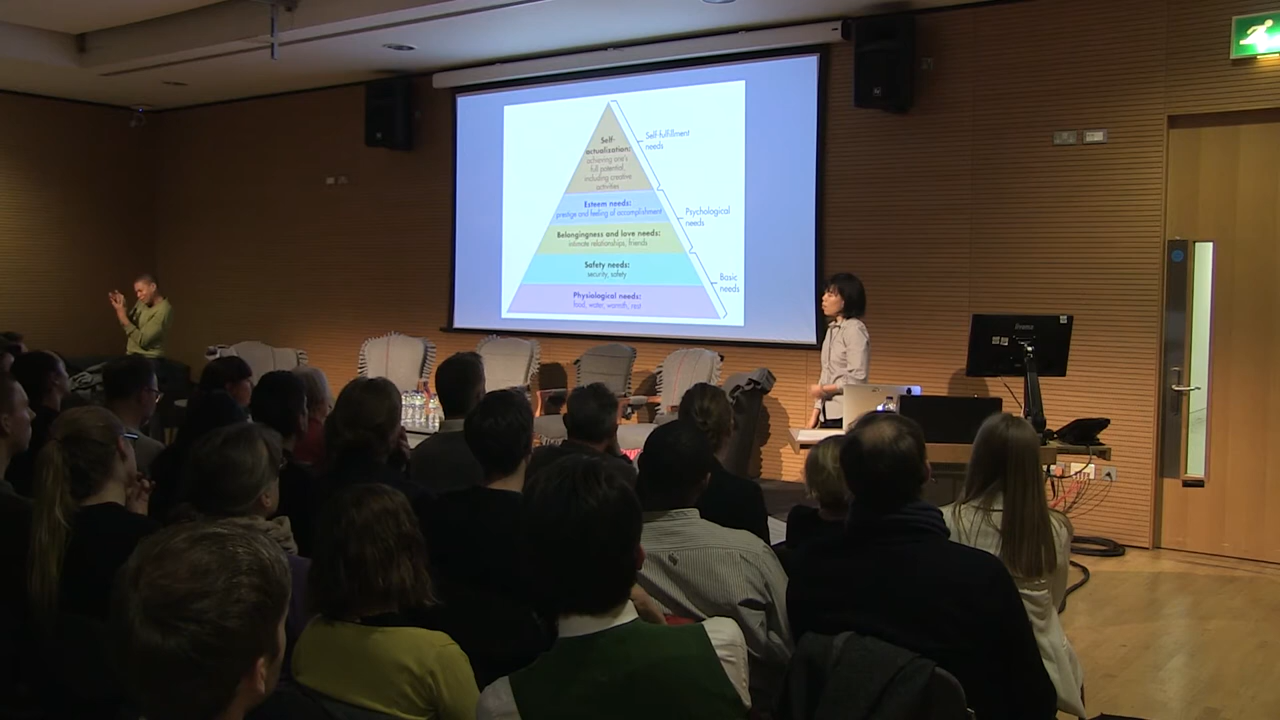 Self-
actualization:
achieving one's
full potential,
including creative
activities
Esteem needs:
prestige and feeling of accomplishment
Belongingness and love needs:
intimate relationships, friends
Safety needs:
security, safety
Physiological needs:
food, water, warmth, rest
Self-fulfillment
needs
Psychological
needs
Basic
needs
iiyama